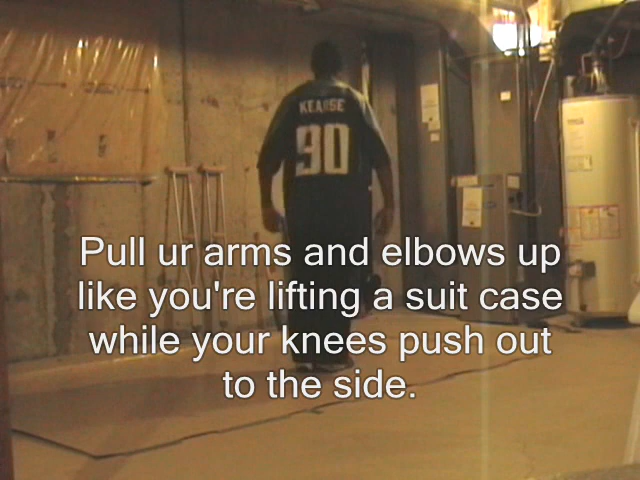 KEARSE
90
Pull ur arms and elbows up
like you're lifting a suit case
while your knees push out
to the side.